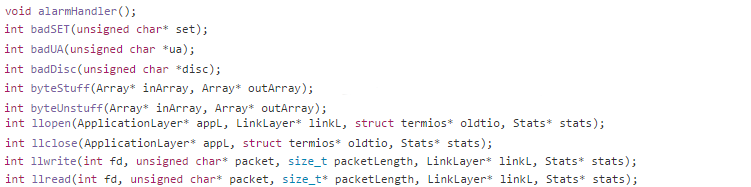 void alarmHandler();
int badSET(unsigned char* set);
int badUA(unsigned char *ua);
int badDisc(unsigned char *disc);
int byteStuff(Array* inArray, Array* outArray);
int byteUnstuff(Array* inArray, Array* outArray);
int llopen(ApplicationLayer* appL, LinkLayer* linkL, struct termios* oldtio, Stats* stats);
int llclose(ApplicationLayer* appL, struct termios* oldtio, Stats* stats);
int llwrite(int fd, unsigned char* packet, size_t packetLength, LinkLayer* linkL, Stats* stats);
int llread(int fd, unsigned char* packet, size_t* packetLength, LinkLayer* linkL, Stats* stats);